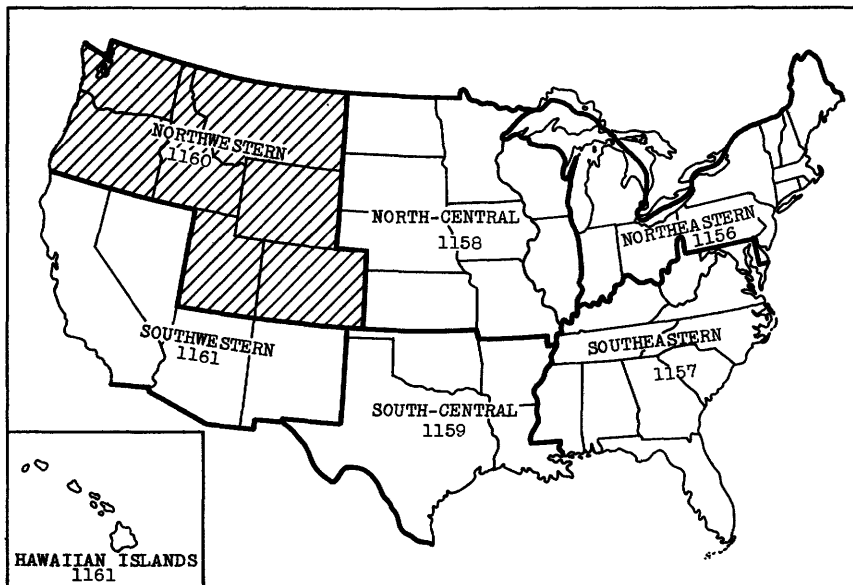 NORTHWESTERN
1160
NORTH-CENTRAL
1158
NORTHEASTERN
1156
SOUTHWESTERN
1161
SOUTHEASTERN
1157
SOUTH-CENTRAL
1159
HAWAIIAN ISLANDS
1161